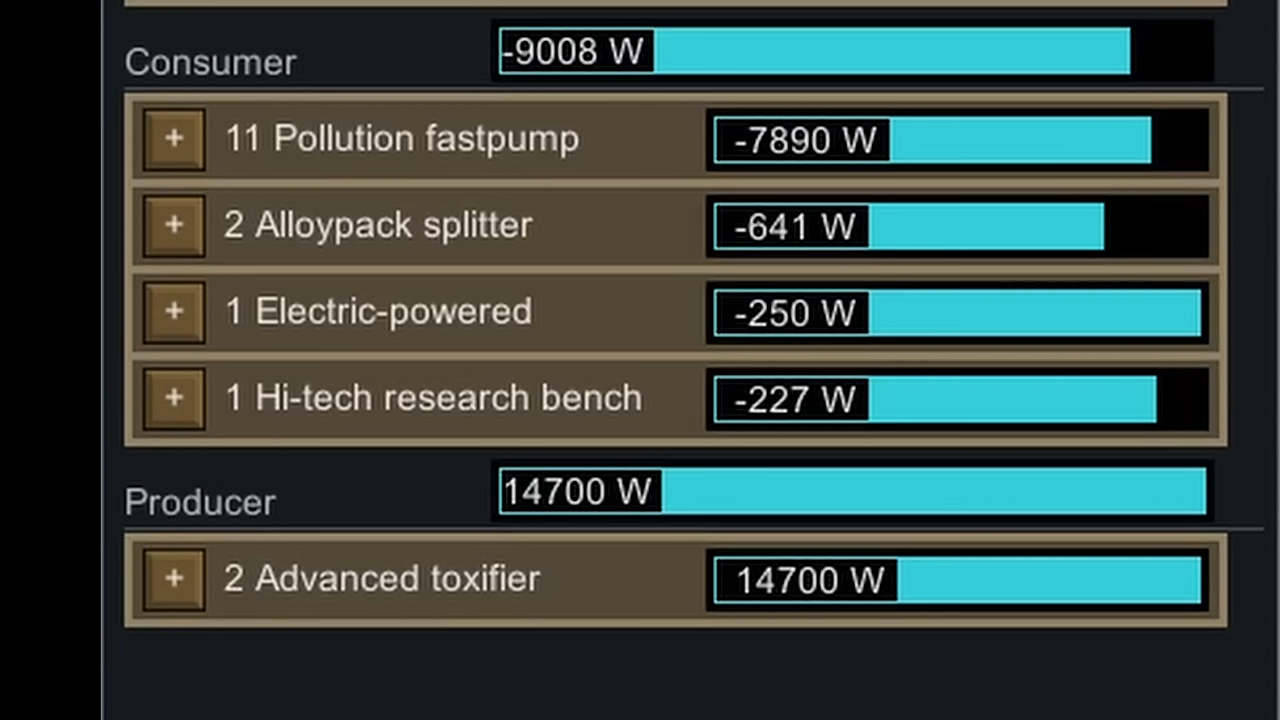 Consumer -9008 W
+ 11 Pollution fastpump -7890 W
+ 2 Alloypack splitter -641 W
+ 1 Electric-powered -250 W
+ 1 Hi-tech research bench -227 W
Producer 14700 W
+ 2 Advanced toxifier 14700 W